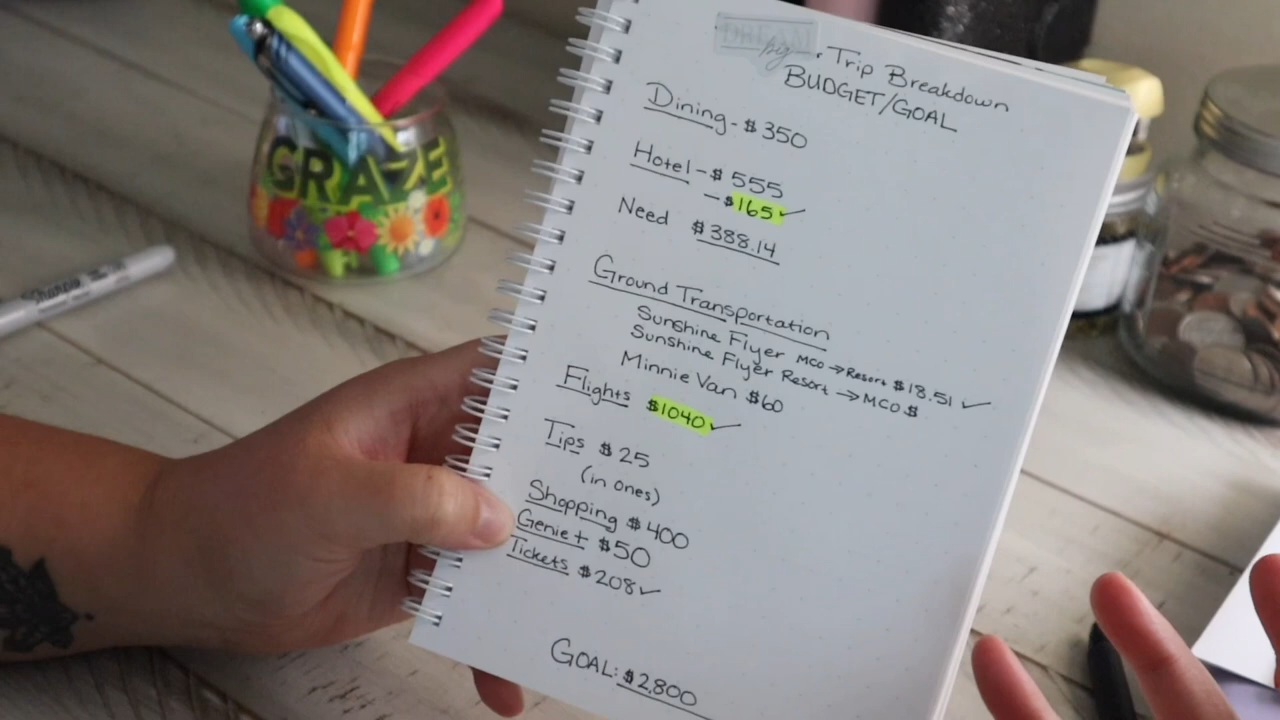 DREAM
big
Trip Breakdown
BUDGET/GOAL
Dining - $350
Hotel - $555
- $165 ✓
Need $388.14
Ground Transportation
Sunshine Flyer MCO → Resort $18.51 ✓
Sunshine Flyer Resort → MCO $
Minnie Van $60
Flights $1040 ✓
Tips $25
(in ones)
Shopping $400
Genie+ $50
Tickets $208 ✓
GOAL: $2,800
GRAZE
Sharpie